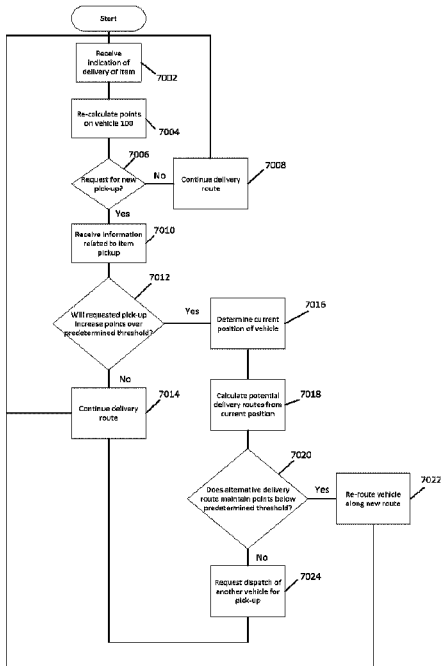 Start
Receive
indication of
delivery of item
7002
Re-calculate points
on vehicle 100
7004
7006
Request for new
pick-up?
No
Continue delivery
route
7008
Yes
Receive information
related to item
pickup
7010
7012
Will requested pick-up
increase points over
predetermined threshold?
Yes
Determine current
position of vehicle
7016
No
Continue delivery
route
7014
Calculate potential
delivery routes from
current position
7018
7020
Does alternative delivery
route maintain points below
predetermined threshold?
Yes
Re-route vehicle
along new route
7022
No
Request dispatch of
another vehicle for
pick-up
7024